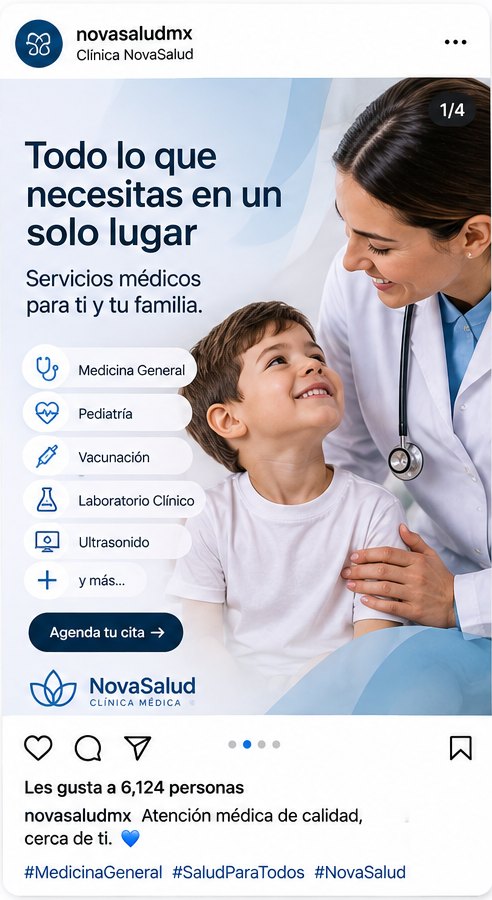 novasaludmx
Clínica NovaSalud
1/4
Todo lo que
necesitas en un
solo lugar
Servicios médicos
para ti y tu familia.
Medicina General
Pediatría
Vacunación
Laboratorio Clínico
Ultrasonido
y más...
Agenda tu cita →
NovaSalud
CLÍNICA MÉDICA
Les gusta a 6,124 personas
novasaludmx Atención médica de calidad,
cerca de ti. 💙
#MedicinaGeneral #SaludParaTodos #NovaSalud